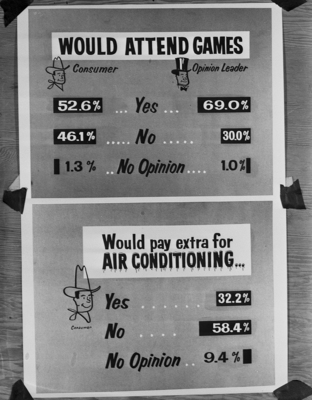 WOULD ATTEND GAMES
Consumer Opinion Leader
52.6% ... Yes ... 69.0%
46.1% ..... No ..... 30.0%
1.3% .. No Opinion .... 1.0%
Would pay extra for
AIR CONDITIONING...
Consumer
Yes ...... 32.2%
No .... 58.4%
No Opinion .. 9.4%